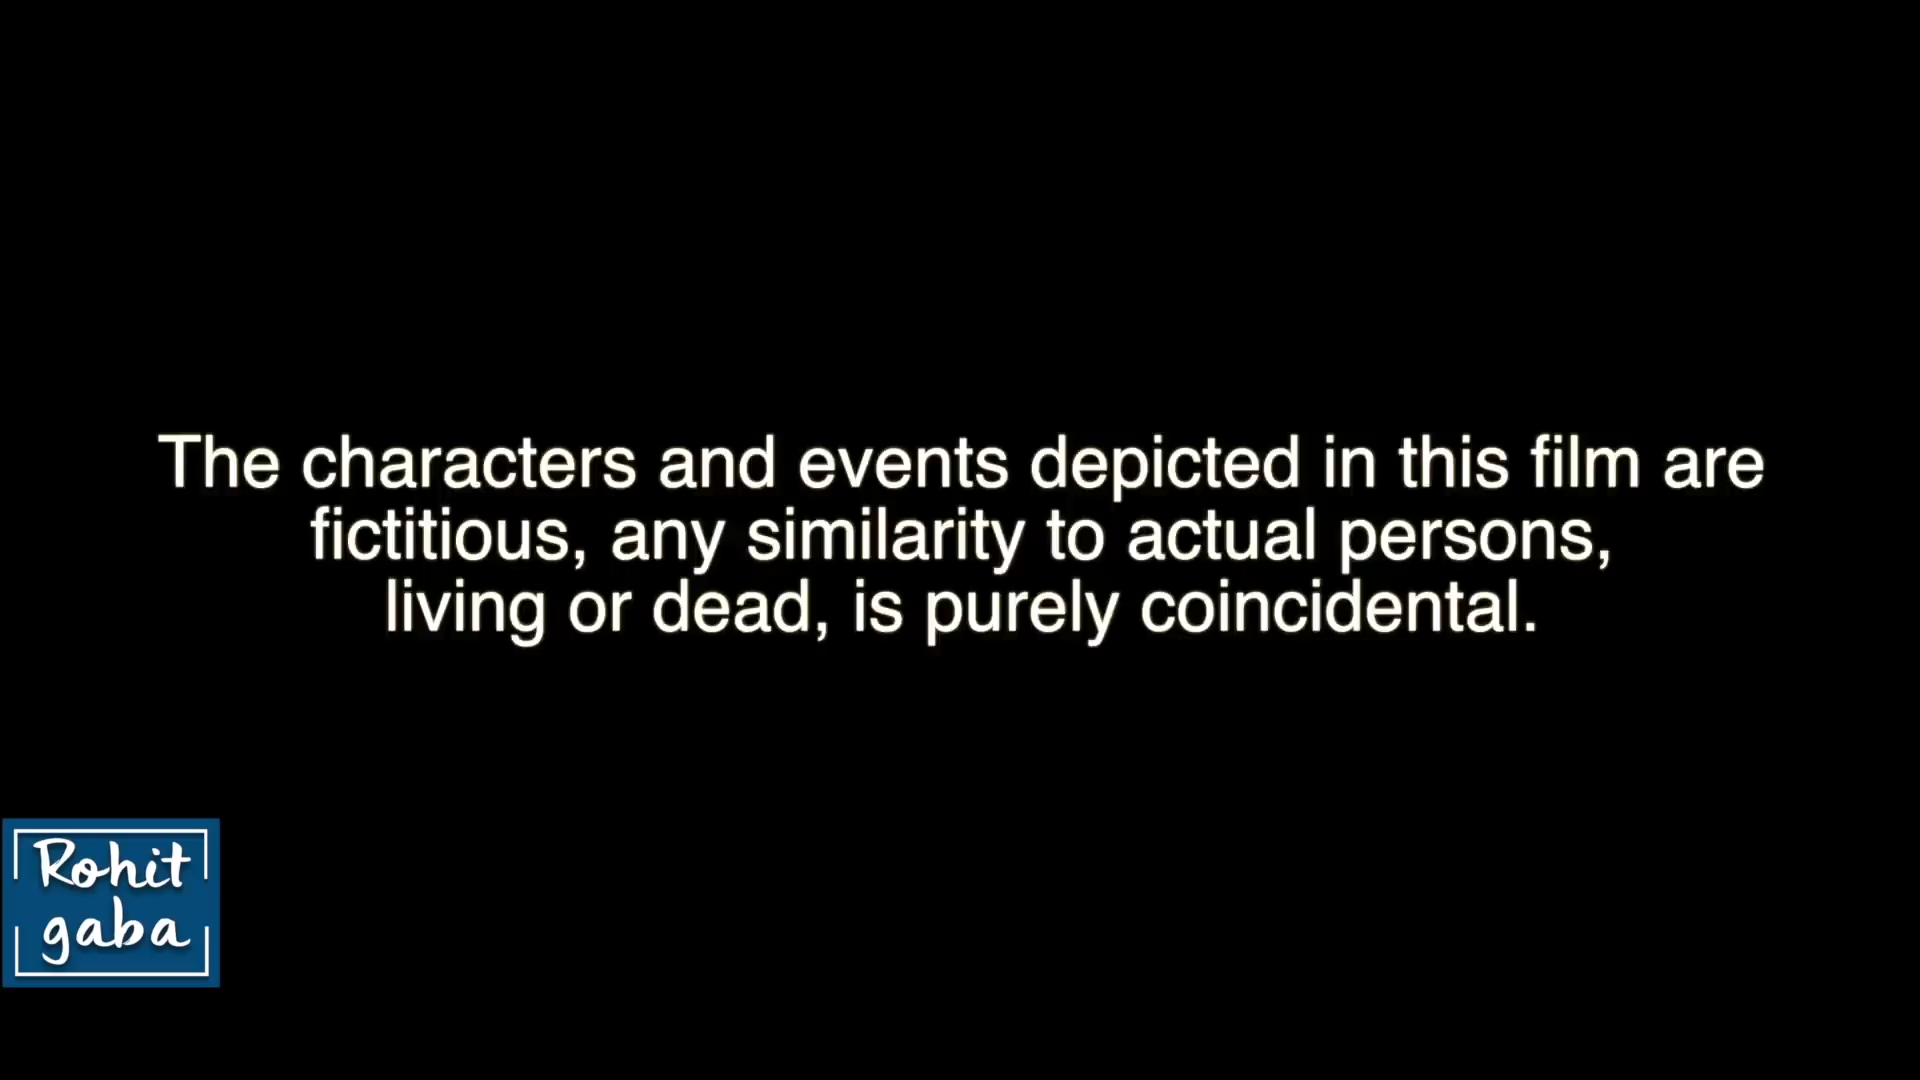 The characters and events depicted in this film are
fictitious, any similarity to actual persons,
living or dead, is purely coincidental.
Rohit
gaba